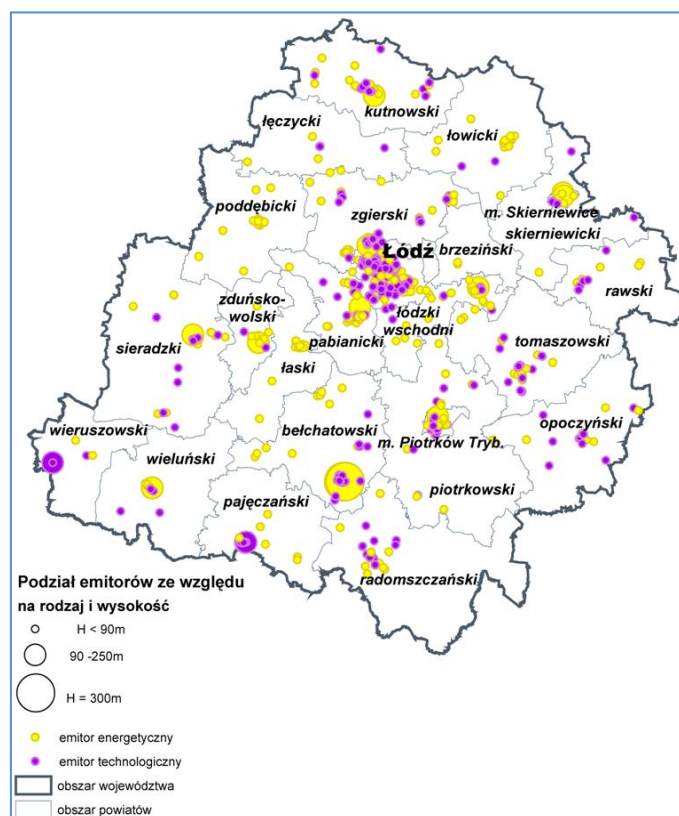 kutnowski
łęczycki
łowicki
poddębicki
zgierski
m. Skierniewice
skierniewicki
Łódź
brzeziński
rawski
zduńsko-
wolski
łódzki
wschodni
sieradzki
pabianicki
tomaszowski
łaski
wieruszowski
bełchatowski
opoczyński
m. Piotrków Tryb.
wieluński
pajęczański
piotrkowski
radomszczański
Podział emitorów ze względu
na rodzaj i wysokość
H < 90m
90 -250m
H = 300m
emitor energetyczny
emitor technologiczny
obszar województwa
obszar powiatów